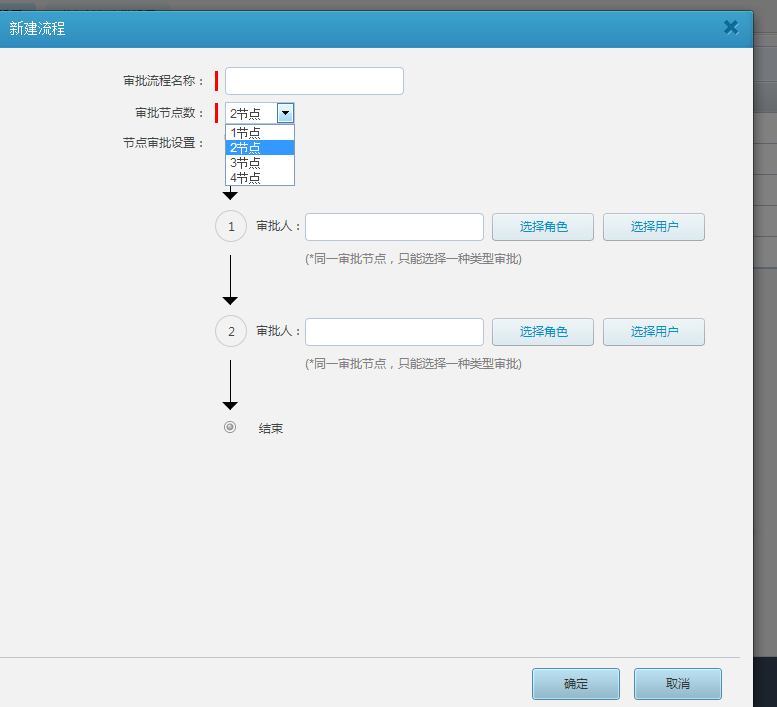 新建流程
审批流程名称：
审批节点数：
2节点
1节点
2节点
3节点
4节点
节点审批设置：
1 审批人： 选择角色 选择用户
(*同一审批节点，只能选择一种类型审批)
2 审批人： 选择角色 选择用户
(*同一审批节点，只能选择一种类型审批)
结束
确定 取消